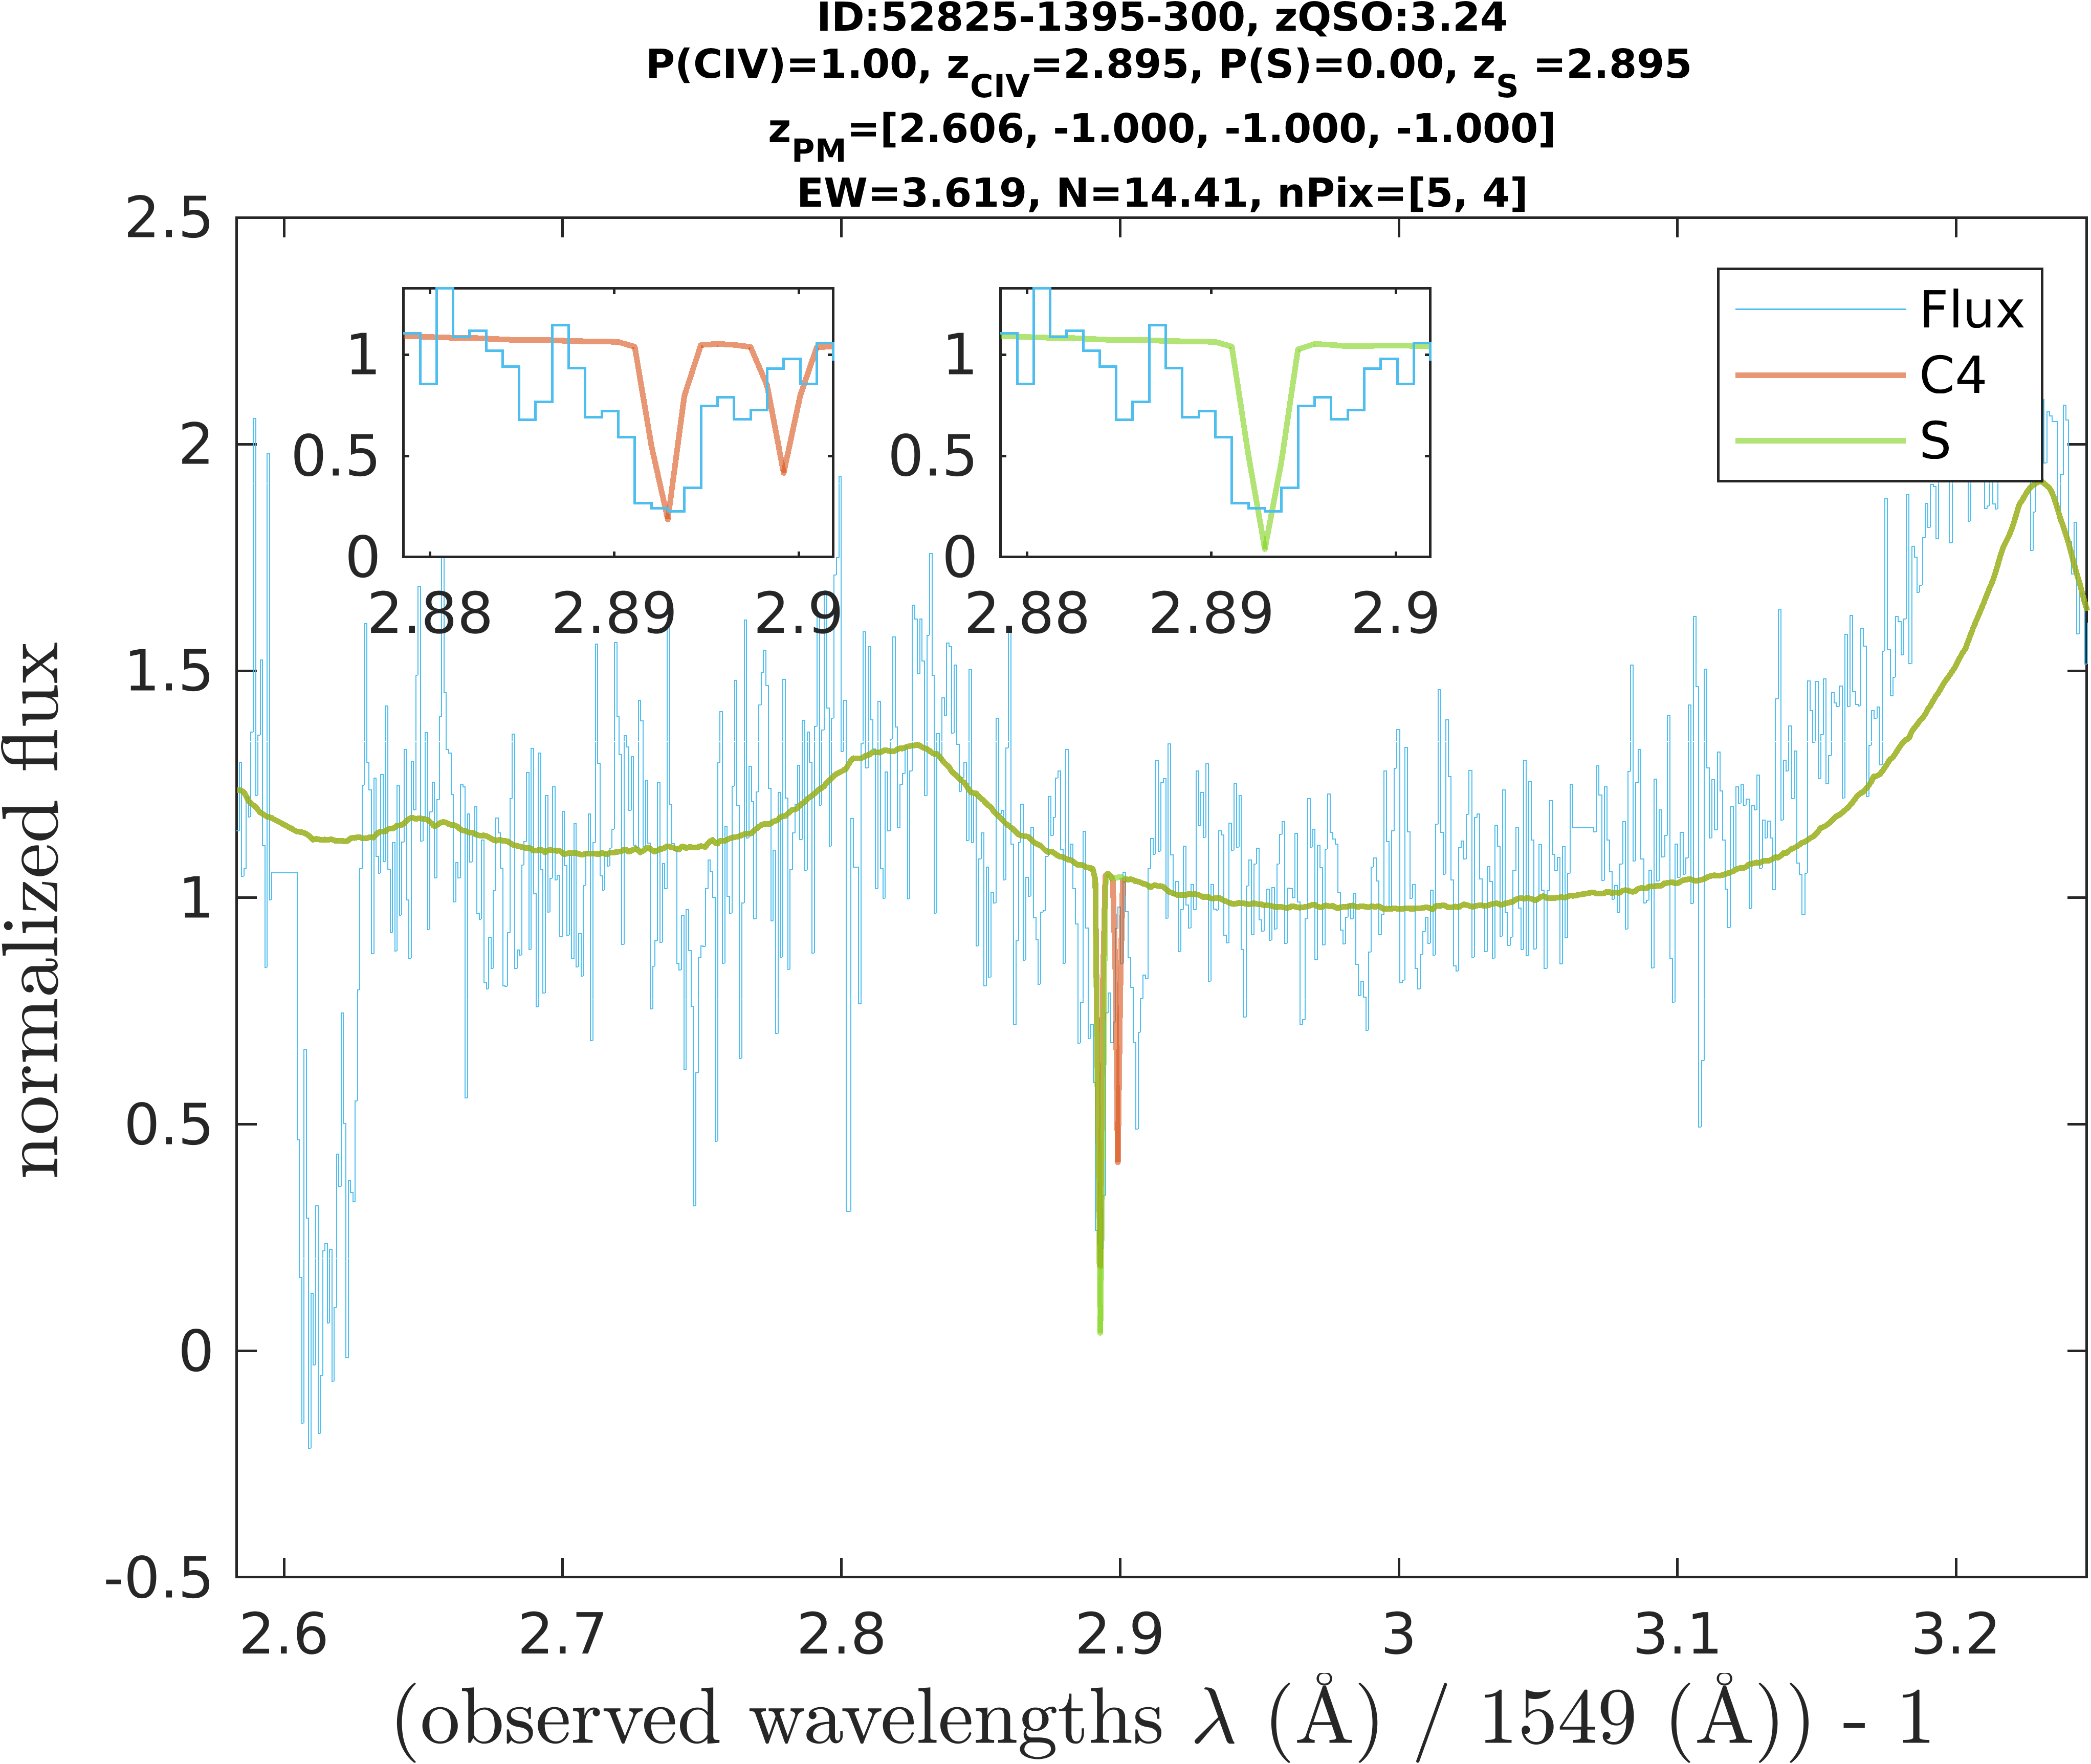 ID:52825-1395-300, zQSO:3.24
P(CIV)=1.00, zCIV=2.895, P(S)=0.00, zS =2.895
zPM=[2.606, -1.000, -1.000, -1.000]
EW=3.619, N=14.41, nPix=[5, 4]
2.5
2
1.5
1
0.5
0
-0.5
normalized flux
1
0.5
0
2.88
2.89
2.9
1
0.5
0
2.88
2.89
2.9
Flux
C4
S
2.6
2.7
2.8
2.9
3
3.1
3.2
(observed wavelengths λ (Å) / 1549 (Å)) - 1